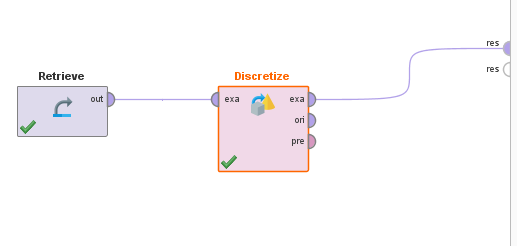 Retrieve
out
Discretize
exa
exa
ori
pre
res
res